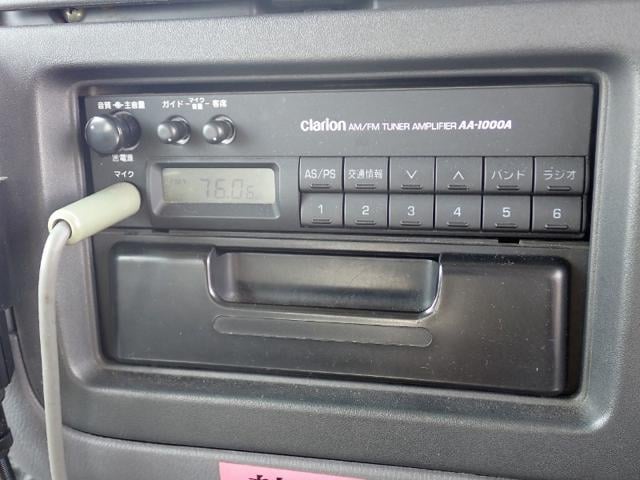 音質 主音量
ガイド マイク音量 客席
clarion AM/FM TUNER AMPLIFIER AA-1000A
電源
マイク
AS/PS 交通情報 ∨ ∧ バンド ラジオ
76.0
1 2 3 4 5 6